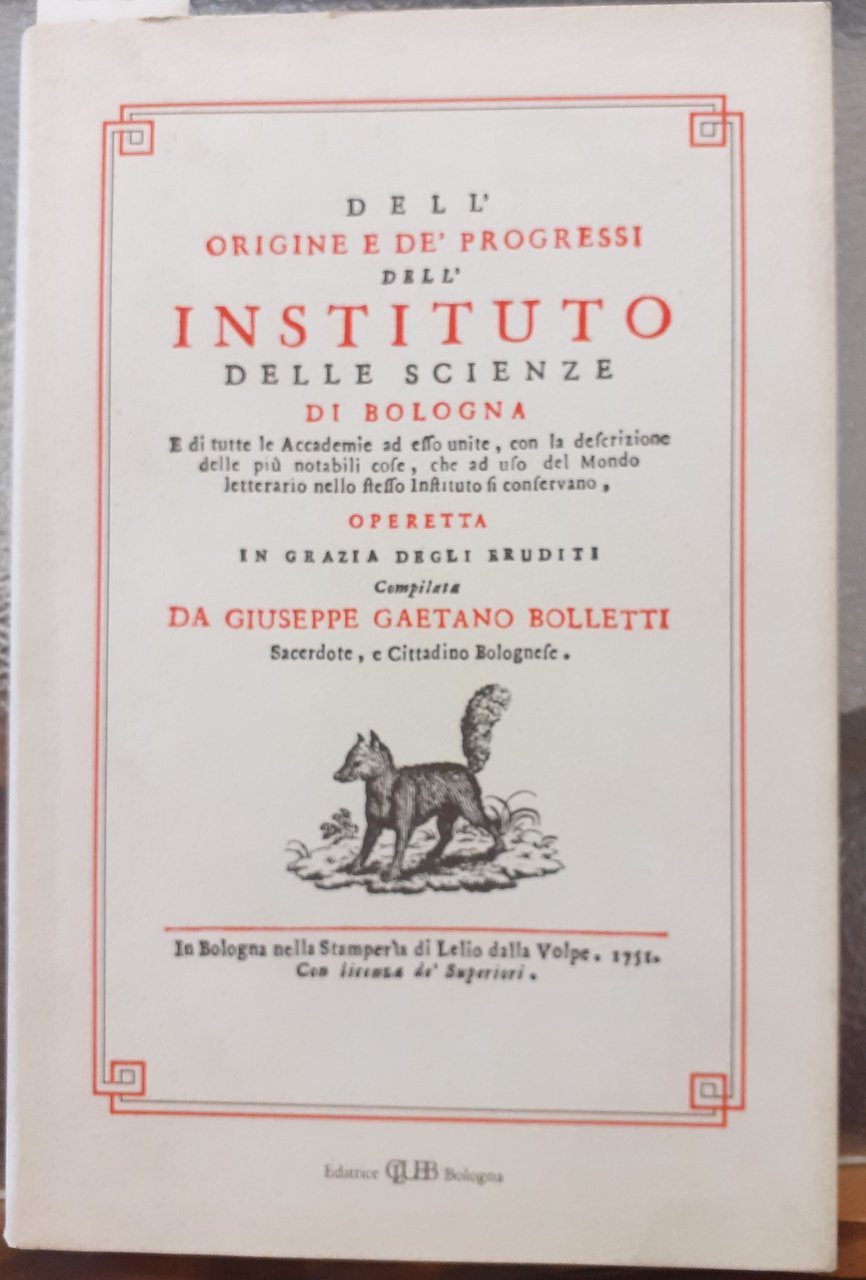 DELL'
ORIGINE E DE' PROGRESSI
DELL'
INSTITUTO
DELLE SCIENZE
DI BOLOGNA
E di tutte le Accademie ad eſſo unite, con la deſcrizione
delle più notabili coſe, che ad uſo del Mondo
letterario nello ſteſſo Inſtituto ſi conſervano,
OPERETTA
IN GRAZIA DEGLI ERUDITI
Compilata
DA GIUSEPPE GAETANO BOLLETTI
Sacerdote, e Cittadino Bologneſe.
In Bologna nella Stamperìa di Lelio dalla Volpe. 1751.
Con licenza de' Superiori.
Editrice CLUEB Bologna